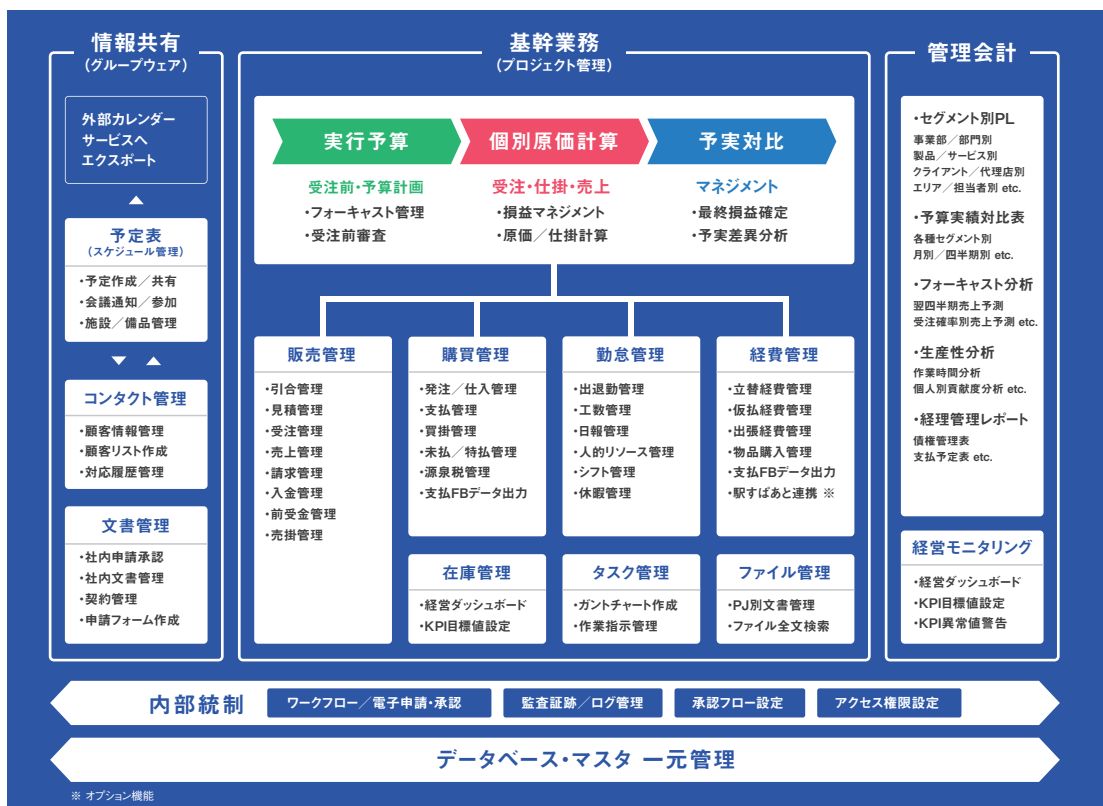 情報共有
(グループウェア)
外部カレンダー
サービスへ
エクスポート
予定表
(スケジュール管理)
・予定作成／共有
・会議通知／参加
・施設／備品管理
コンタクト管理
・顧客情報管理
・顧客リスト作成
・対応履歴管理
文書管理
・社内申請承認
・社内文書管理
・契約管理
・申請フォーム作成
基幹業務
(プロジェクト管理)
実行予算
個別原価計算
予実対比
受注前・予算計画
・フォーキャスト管理
・受注前審査
受注・仕掛・売上
・損益マネジメント
・原価／仕掛計算
マネジメント
・最終損益確定
・予実差異分析
販売管理
・引合管理
・見積管理
・受注管理
・売上管理
・請求管理
・入金管理
・前受金管理
・売掛管理
購買管理
・発注／仕入管理
・支払管理
・買掛管理
・未払／特払管理
・源泉税管理
・支払FBデータ出力
勤怠管理
・出退勤管理
・工数管理
・日報管理
・人的リソース管理
・シフト管理
・休暇管理
経費管理
・立替経費管理
・仮払経費管理
・出張経費管理
・物品購入管理
・支払FBデータ出力
・駅すぱあと連携 ※
在庫管理
・経営ダッシュボード
・KPI目標値設定
タスク管理
・ガントチャート作成
・作業指示管理
ファイル管理
・PJ別文書管理
・ファイル全文検索
管理会計
・セグメント別PL
事業部／部門別
製品／サービス別
クライアント／代理店別
エリア／担当者別 etc.
・予算実績対比表
各種セグメント別
月別／四半期別 etc.
・フォーキャスト分析
翌四半期売上予測
受注確率別売上予測 etc.
・生産性分析
作業時間分析
個人別貢献度分析 etc.
・経理管理レポート
債権管理表
支払予定表 etc.
経営モニタリング
・経営ダッシュボード
・KPI目標値設定
・KPI異常値警告
内部統制
ワークフロー／電子申請・承認
監査証跡／ログ管理
承認フロー設定
アクセス権限設定
データベース・マスタ 一元管理
※ オプション機能